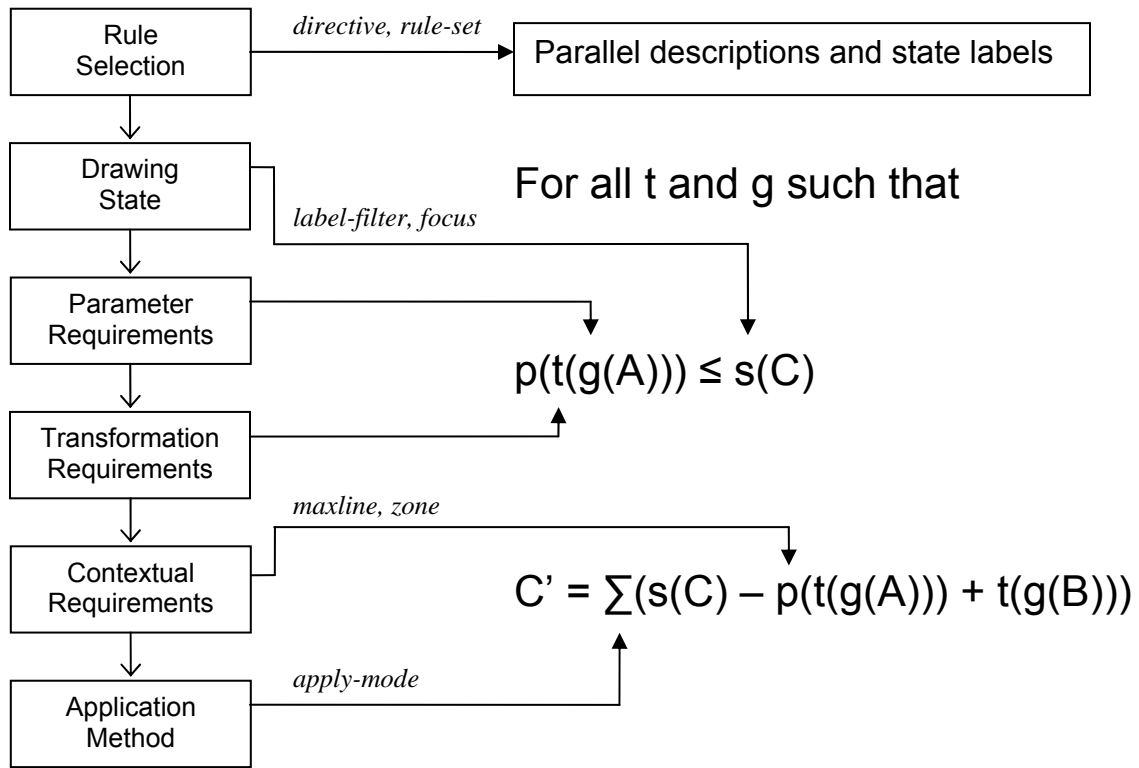 Rule
Selection
directive, rule-set
Parallel descriptions and state labels
Drawing
State
For all t and g such that
label-filter, focus
Parameter
Requirements
p(t(g(A))) ≤ s(C)
Transformation
Requirements
maxline, zone
Contextual
Requirements
C’ = ∑(s(C) – p(t(g(A))) + t(g(B)))
apply-mode
Application
Method